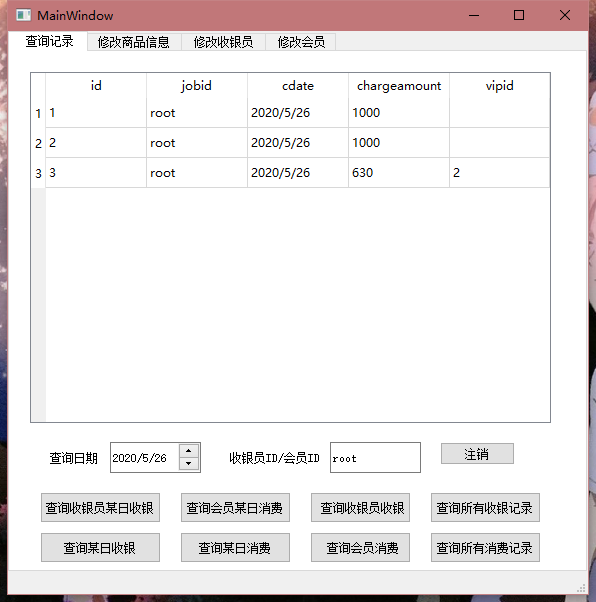 MainWindow
查询记录 修改商品信息 修改收银员 修改会员
id jobid cdate chargeamount vipid
1 1 root 2020/5/26 1000
2 2 root 2020/5/26 1000
3 3 root 2020/5/26 630 2
查询日期 2020/5/26 收银员ID/会员ID root 注销
查询收银员某日收银 查询会员某日消费 查询收银员收银 查询所有收银记录
查询某日收银 查询某日消费 查询会员消费 查询所有消费记录